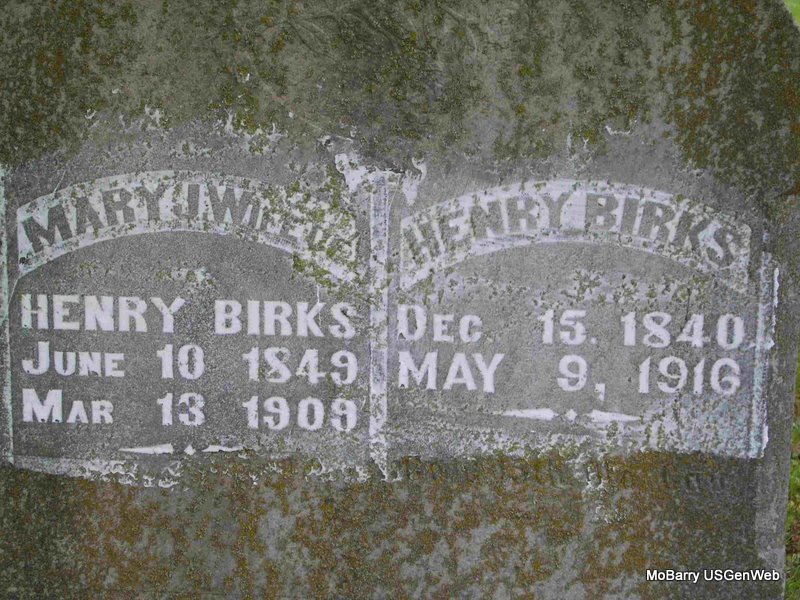 MARY J. WIFE OF
HENRY BIRKS
JUNE 10 1849
MAR 13 1909
HENRY BIRKS
DEC. 15. 1840
MAY 9, 1916
MoBarry USGenWeb